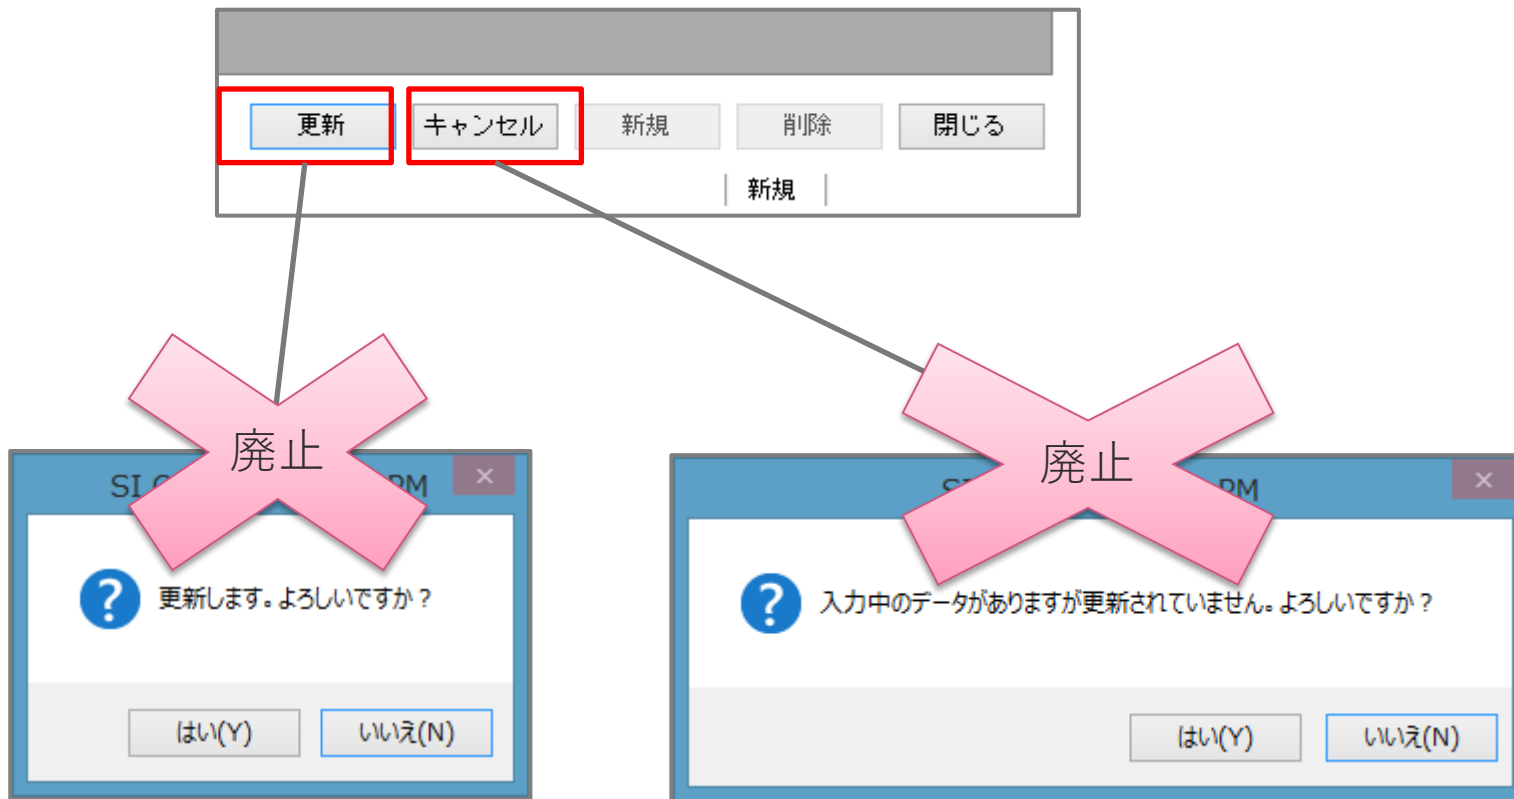 更新
キャンセル
新規
削除
閉じる
新規
廃止
廃止
SI PM
PM
更新します。よろしいですか？
入力中のデータがありますが更新されていません。よろしいですか？
はい(Y)
いいえ(N)
はい(Y)
いいえ(N)